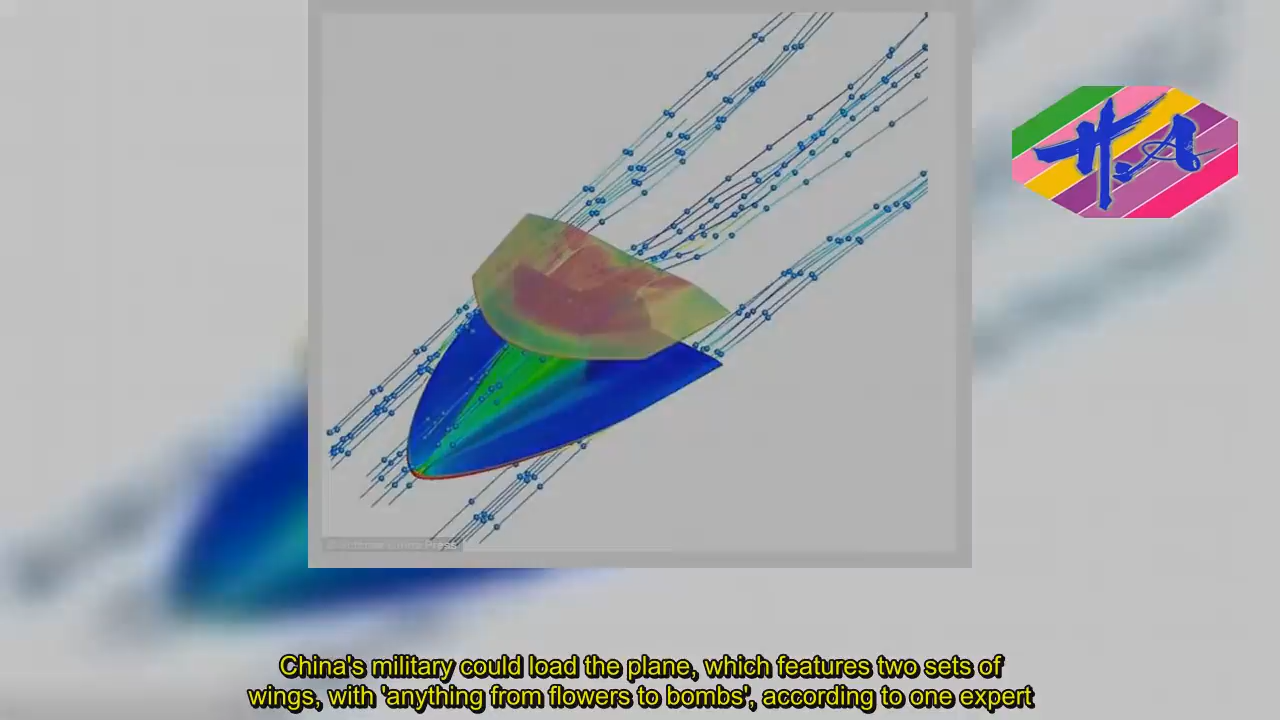 H.A
China's military could load the plane, which features two sets of
wings, with 'anything from flowers to bombs', according to one expert